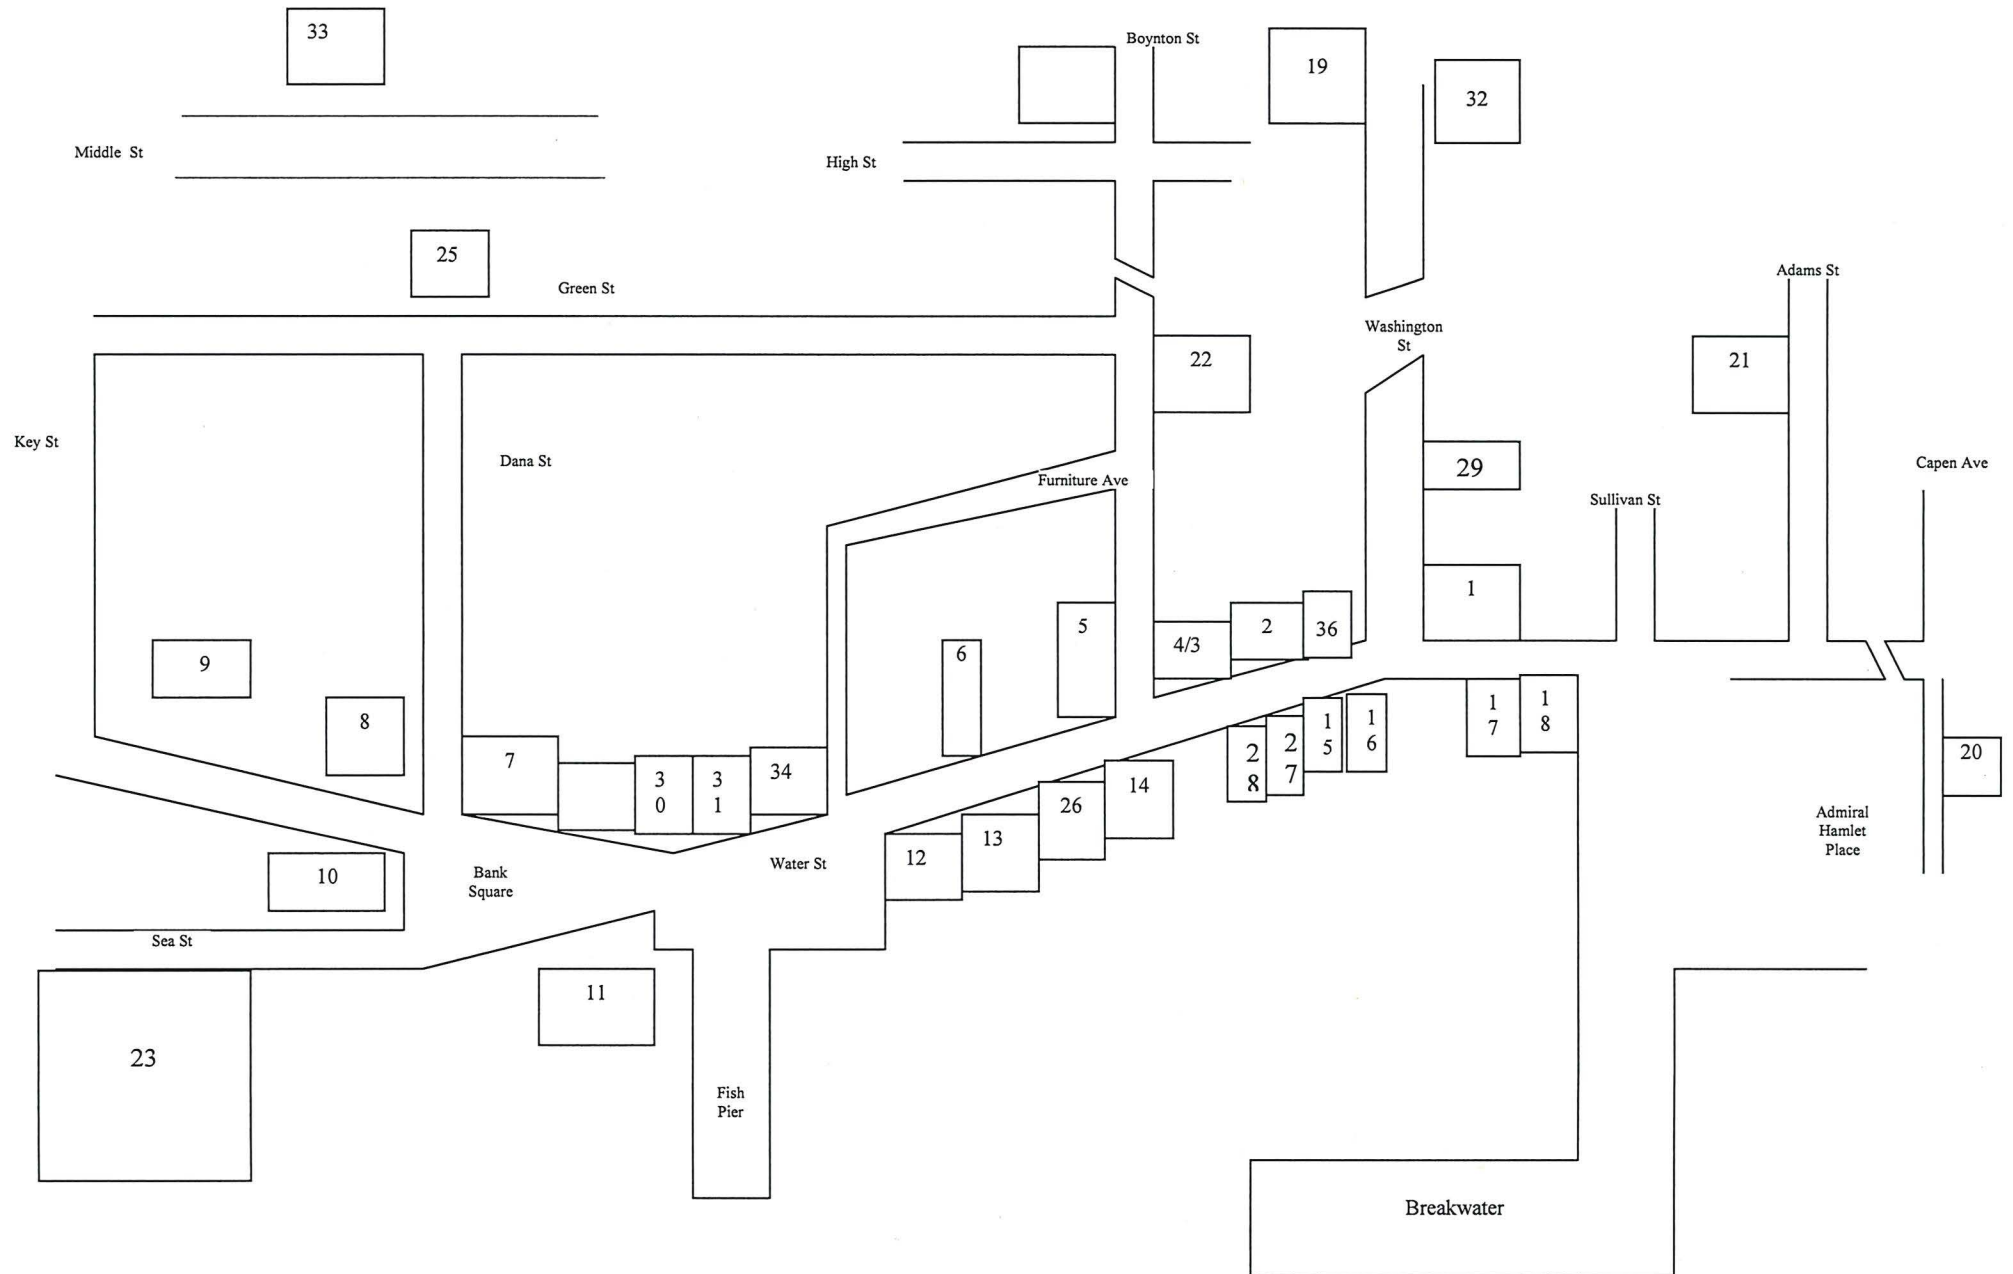 33
Boynton St
19
32
Middle St
High St
25
Green St
Adams St
Washington
St
22
21
Key St
Dana St
Furniture Ave
29
Capen Ave
Sullivan St
1
5
2
36
4/3
6
9
8
7
3
0
3
1
34
2
8
2
7
1
5
1
6
1
7
1
8
20
14
26
13
12
Admiral
Hamlet
Place
Water St
Bank
Square
10
Sea St
11
23
Fish
Pier
Breakwater